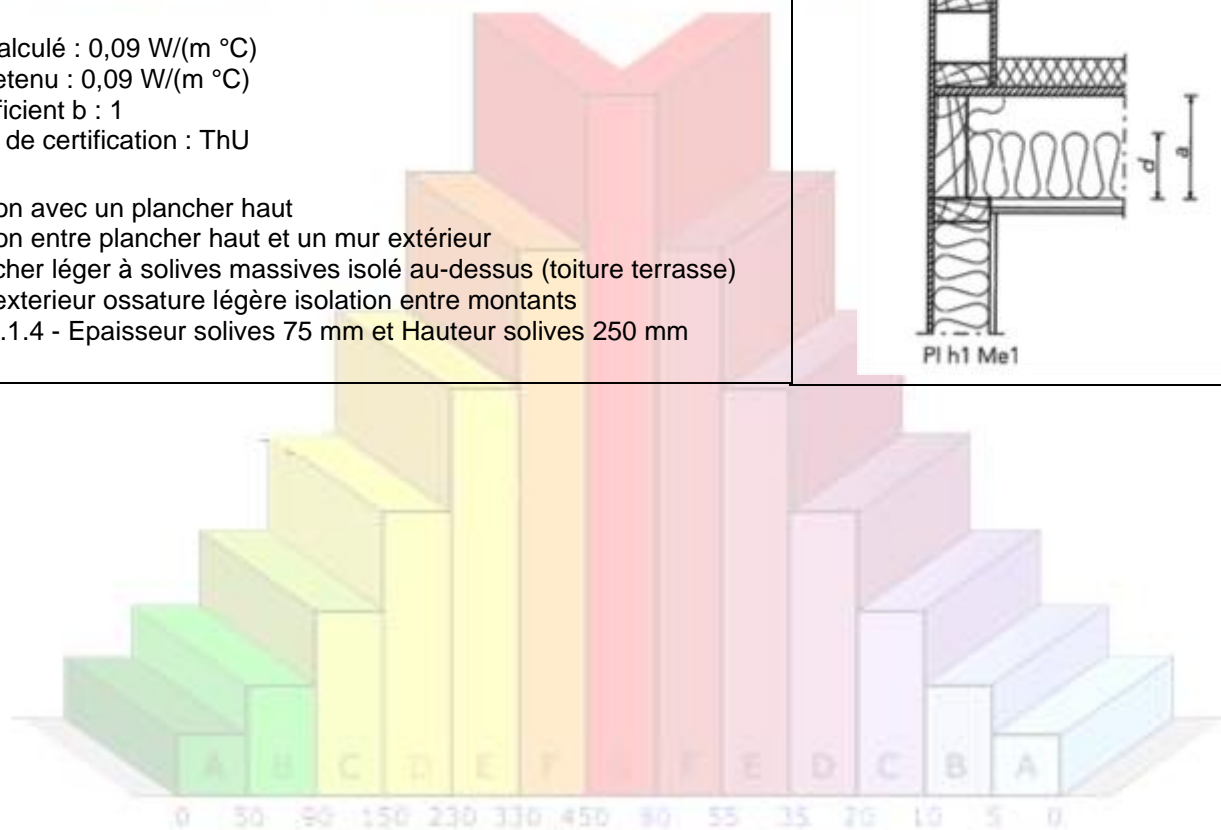 alculé : 0,09 W/(m °C)
etenu : 0,09 W/(m °C)
ficient b : 1
de certification : ThU
on avec un plancher haut
on entre plancher haut et un mur extérieur
cher léger à solives massives isolé au-dessus (toiture terrasse)
exterieur ossature légère isolation entre montants
.1.4 - Epaisseur solives 75 mm et Hauteur solives 250 mm
d
a
Pl h1 Me1
A B C D E F F E D C B A
0 50 90 150 230 330 450 80 55 35 20 10 5 0